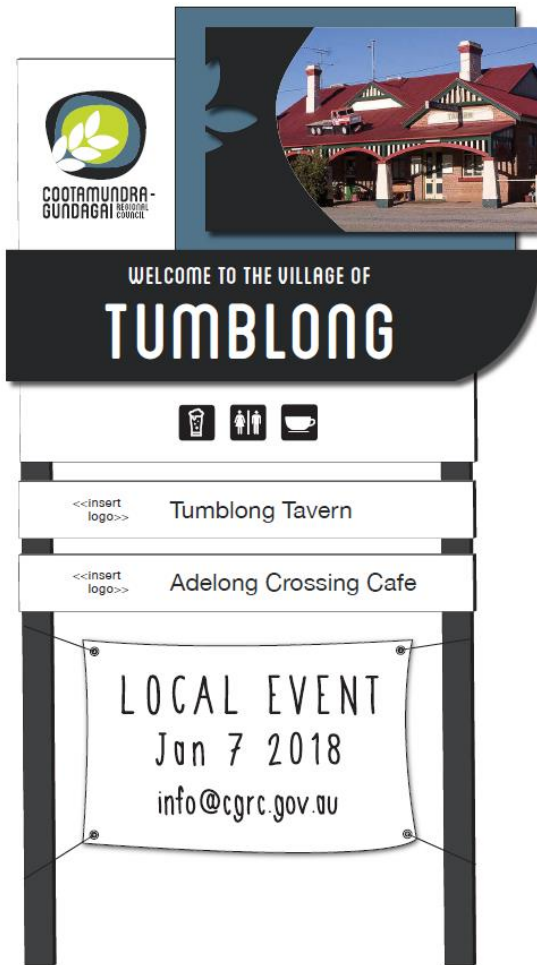 COOTAMUNDRA-
GUNDAGAI REGIONAL
COUNCIL
TAVERN
WELCOME TO THE VILLAGE OF
TUMBLONG
<<insert
logo>>
Tumblong Tavern
<<insert
logo>>
Adelong Crossing Cafe
LOCAL EVENT
Jan 7 2018
info@cgrc.gov.au